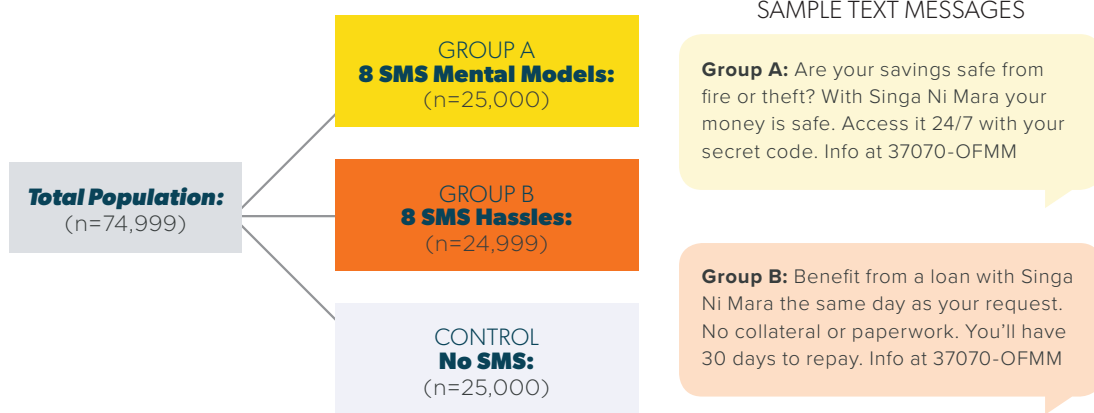 SAMPLE TEXT MESSAGES
GROUP A
8 SMS Mental Models:
(n=25,000)
Total Population:
(n=74,999)
GROUP B
8 SMS Hassles:
(n=24,999)
CONTROL
No SMS:
(n=25,000)
Group A: Are your savings safe from
fire or theft? With Singa Ni Mara your
money is safe. Access it 24/7 with your
secret code. Info at 37070-OFMM
Group B: Benefit from a loan with Singa
Ni Mara the same day as your request.
No collateral or paperwork. You’ll have
30 days to repay. Info at 37070-OFMM